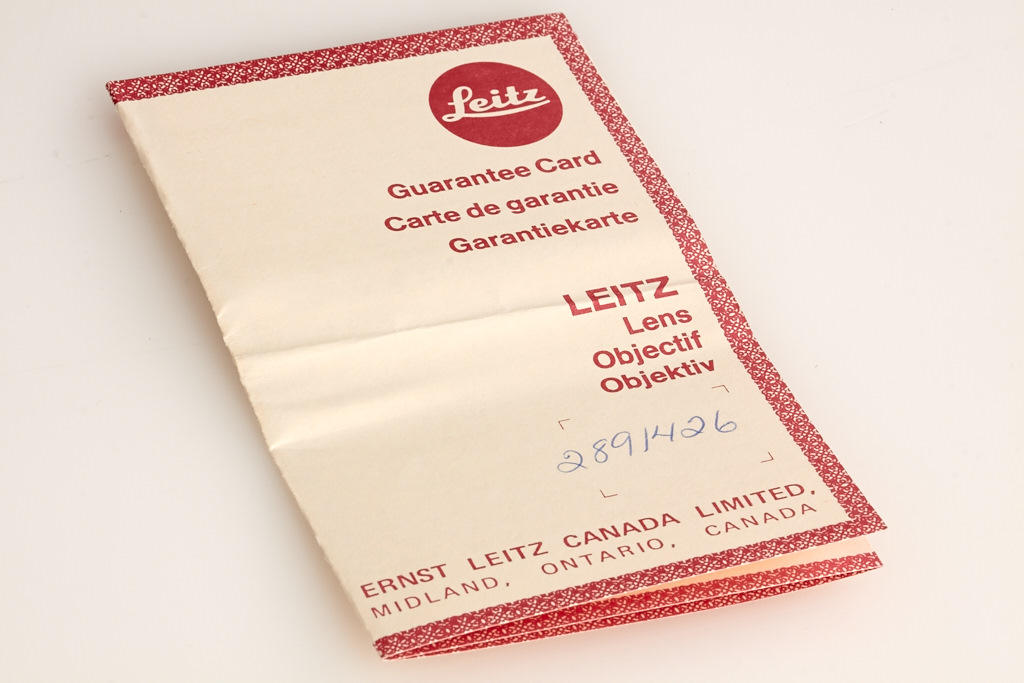 Leitz
Guarantee Card
Carte de garantie
Garantiekarte
LEITZ
Lens
Objectif
Objektiv
2891426
ERNST LEITZ CANADA LIMITED,
MIDLAND, ONTARIO, CANADA